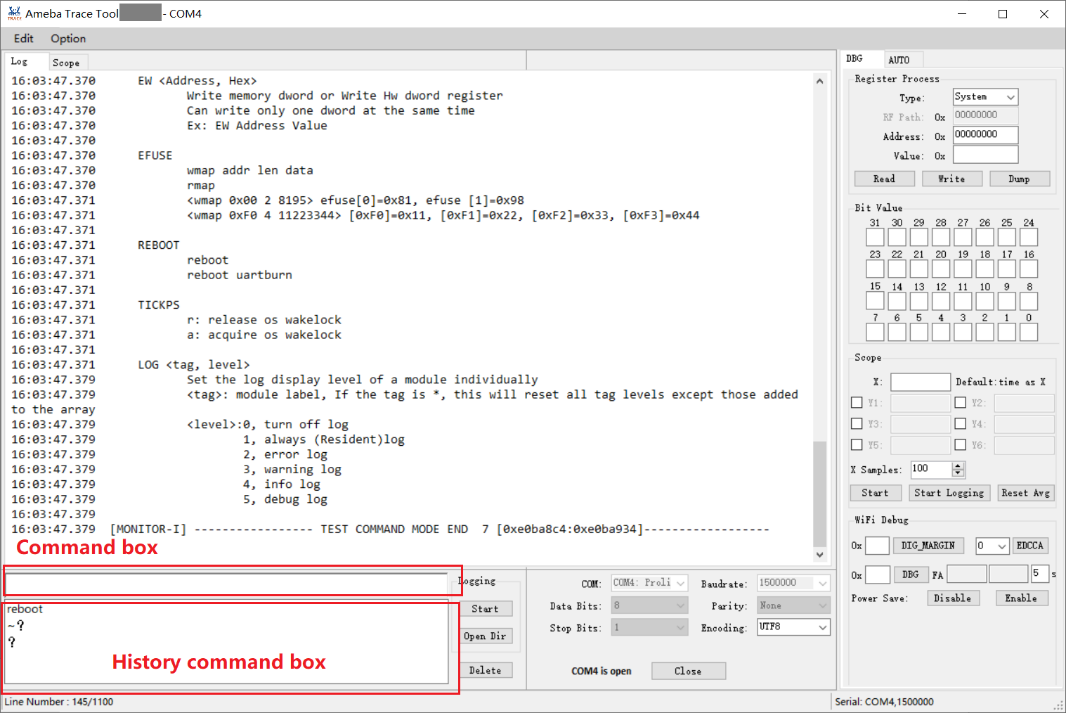 Ameba Trace Tool - COM4
Edit Option
Log Scope
16:03:47.370 EW <Address, Hex>
16:03:47.370 Write memory dword or Write Hw dword register
16:03:47.370 Can write only one dword at the same time
16:03:47.370 Ex: EW Address Value
16:03:47.370
16:03:47.370 EFUSE
16:03:47.370 wmap addr len data
16:03:47.370 rmap
16:03:47.371 <wmap 0x00 2 8195> efuse[0]=0x81, efuse [1]=0x98
16:03:47.371 <wmap 0xF0 4 11223344> [0xF0]=0x11, [0xF1]=0x22, [0xF2]=0x33, [0xF3]=0x44
16:03:47.371
16:03:47.371 REBOOT
16:03:47.371 reboot
16:03:47.371 reboot uartburn
16:03:47.371
16:03:47.371 TICKPS
16:03:47.371 r: release os wakelock
16:03:47.371 a: acquire os wakelock
16:03:47.371
16:03:47.371 LOG <tag, level>
16:03:47.379 Set the log display level of a module individually
16:03:47.379 <tag>: module label, If the tag is *, this will reset all tag levels except those added
to the array
16:03:47.379 <level>:0, turn off log
16:03:47.379 1, always (Resident)log
16:03:47.379 2, error log
16:03:47.379 3, warning log
16:03:47.379 4, info log
16:03:47.379 5, debug log
16:03:47.379
16:03:47.379 [MONITOR-I] ---------------- TEST COMMAND MODE END 7 [0xe0ba8c4:0xe0ba934]------------------
Command box
reboot
~?
?
History command box
Logging
Start
Open Dir
Delete
COM: COM4: Proli Baudrate: 1500000
Data Bits: 8 Parity: None
Stop Bits: 1 Encoding: UTF8
COM4 is open Close
DBG AUTO
Register Process
Type: System
RF Path: 0x 00000000
Address: 0x 00000000
Value: 0x
Read Write Dump
Bit Value
31 30 29 28 27 26 25 24
23 22 21 20 19 18 17 16
15 14 13 12 11 10 9 8
7 6 5 4 3 2 1 0
Scope
X: Default:time as X
Y1: Y2:
Y3: Y4:
Y5: Y6:
X Samples: 100
Start Start Logging Reset Avg
WiFi Debug
0x DIG_MARGIN 0 EDCCA
0x DBG FA 5 s
Power Save: Disable Enable
Line Number : 145/1100 Serial: COM4,1500000